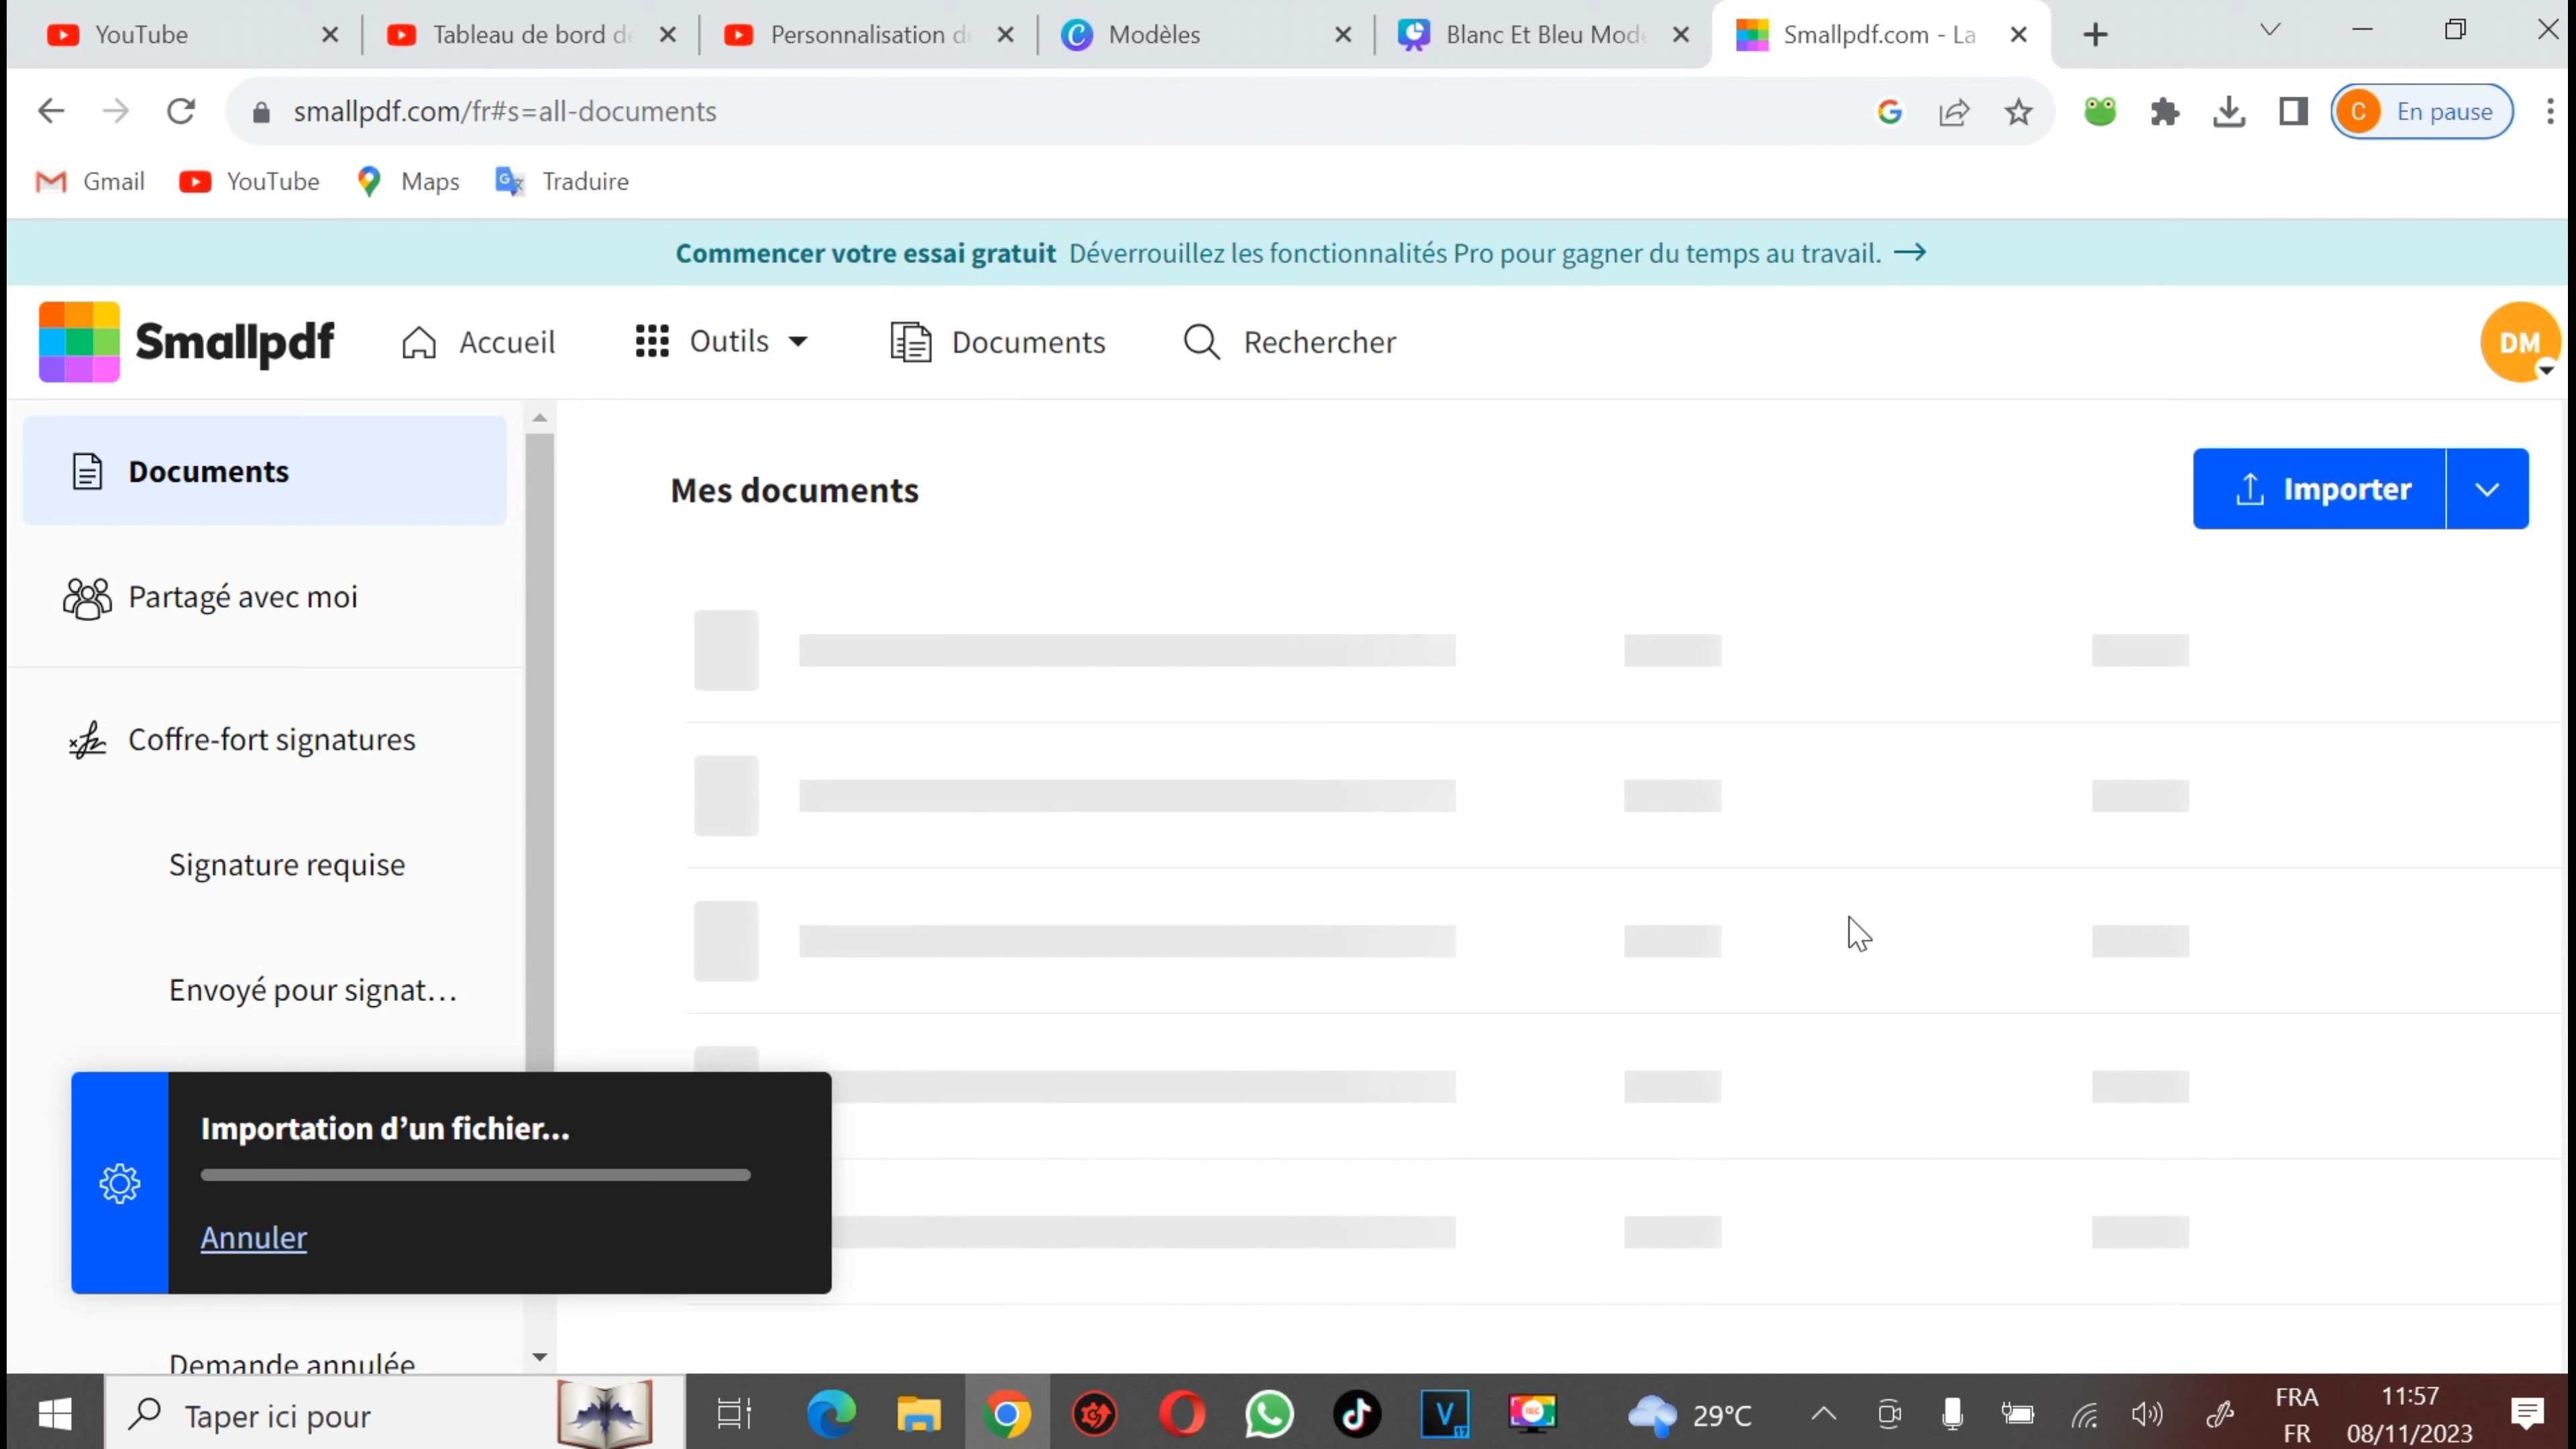 YouTube
Tableau de bord de
Personnalisation de
Modèles
Blanc Et Bleu Mode
Smallpdf.com - La
smallpdf.com/fr#s=all-documents
C En pause
Gmail
YouTube
Maps
Traduire
Commencer votre essai gratuit Déverrouillez les fonctionnalités Pro pour gagner du temps au travail. →
Smallpdf
Accueil
Outils
Documents
Rechercher
DM
Documents
Mes documents
Importer
Partagé avec moi
Coffre-fort signatures
Signature requise
Envoyé pour signat...
Importation d'un fichier...
Annuler
Demande annulée
Taper ici pour
29°C
FRA
FR
11:57
08/11/2023